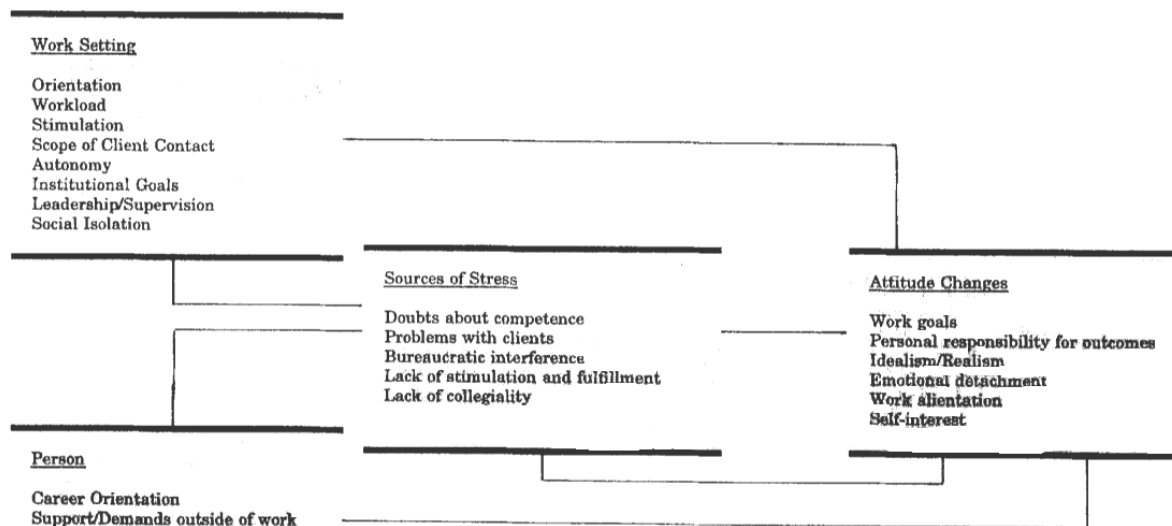 Work Setting
Orientation
Workload
Stimulation
Scope of Client Contact
Autonomy
Institutional Goals
Leadership/Supervision
Social Isolation
Sources of Stress
Doubts about competence
Problems with clients
Bureaucratic interference
Lack of stimulation and fulfillment
Lack of collegiality
Attitude Changes
Work goals
Personal responsibility for outcomes
Idealism/Realism
Emotional detachment
Work alientation
Self-interest
Person
Career Orientation
Support/Demands outside of work